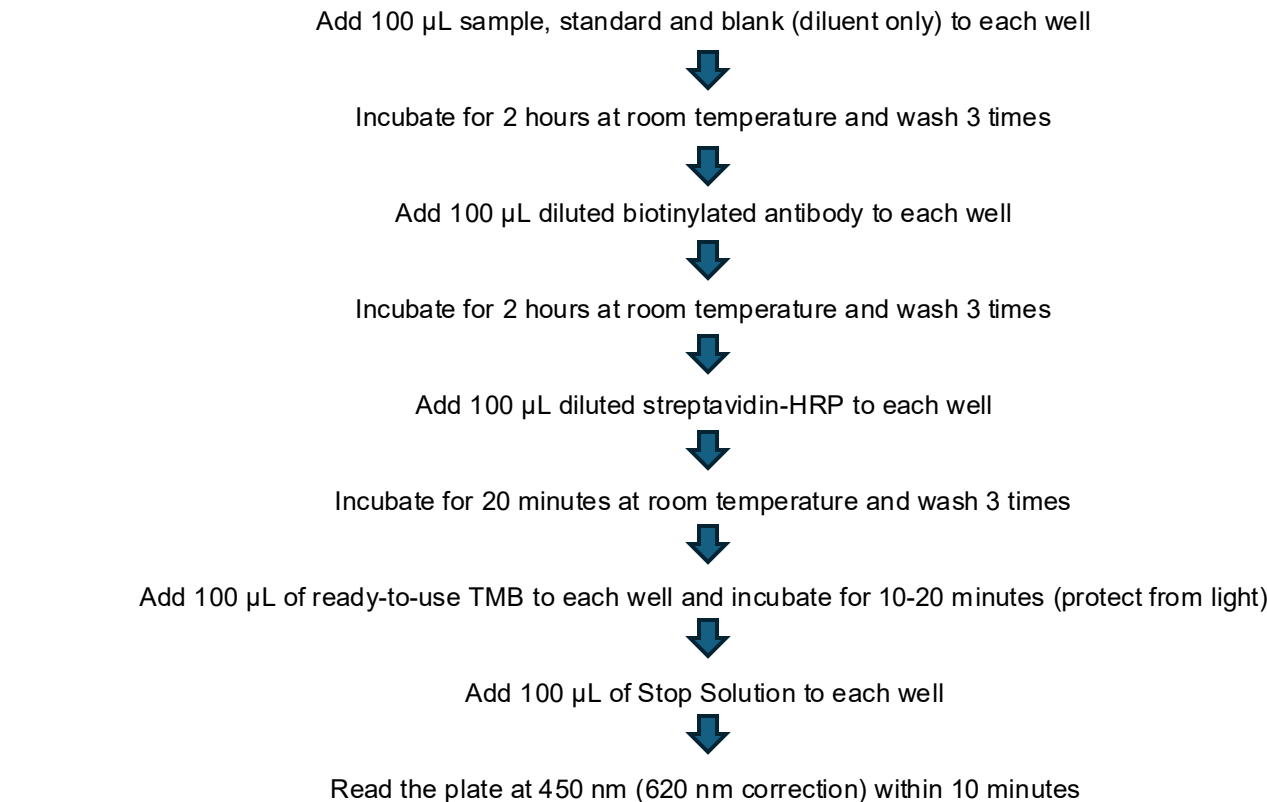 Add 100 µL sample, standard and blank (diluent only) to each well
Incubate for 2 hours at room temperature and wash 3 times
Add 100 µL diluted biotinylated antibody to each well
Incubate for 2 hours at room temperature and wash 3 times
Add 100 µL diluted streptavidin-HRP to each well
Incubate for 20 minutes at room temperature and wash 3 times
Add 100 µL of ready-to-use TMB to each well and incubate for 10-20 minutes (protect from light)
Add 100 µL of Stop Solution to each well
Read the plate at 450 nm (620 nm correction) within 10 minutes